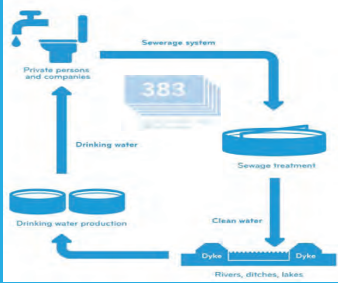 Sewerage system
Private persons
and companies
383
Drinking water
Sewage treatment
Drinking water production
Clean water
Dyke
Dyke
Rivers, ditches, lakes